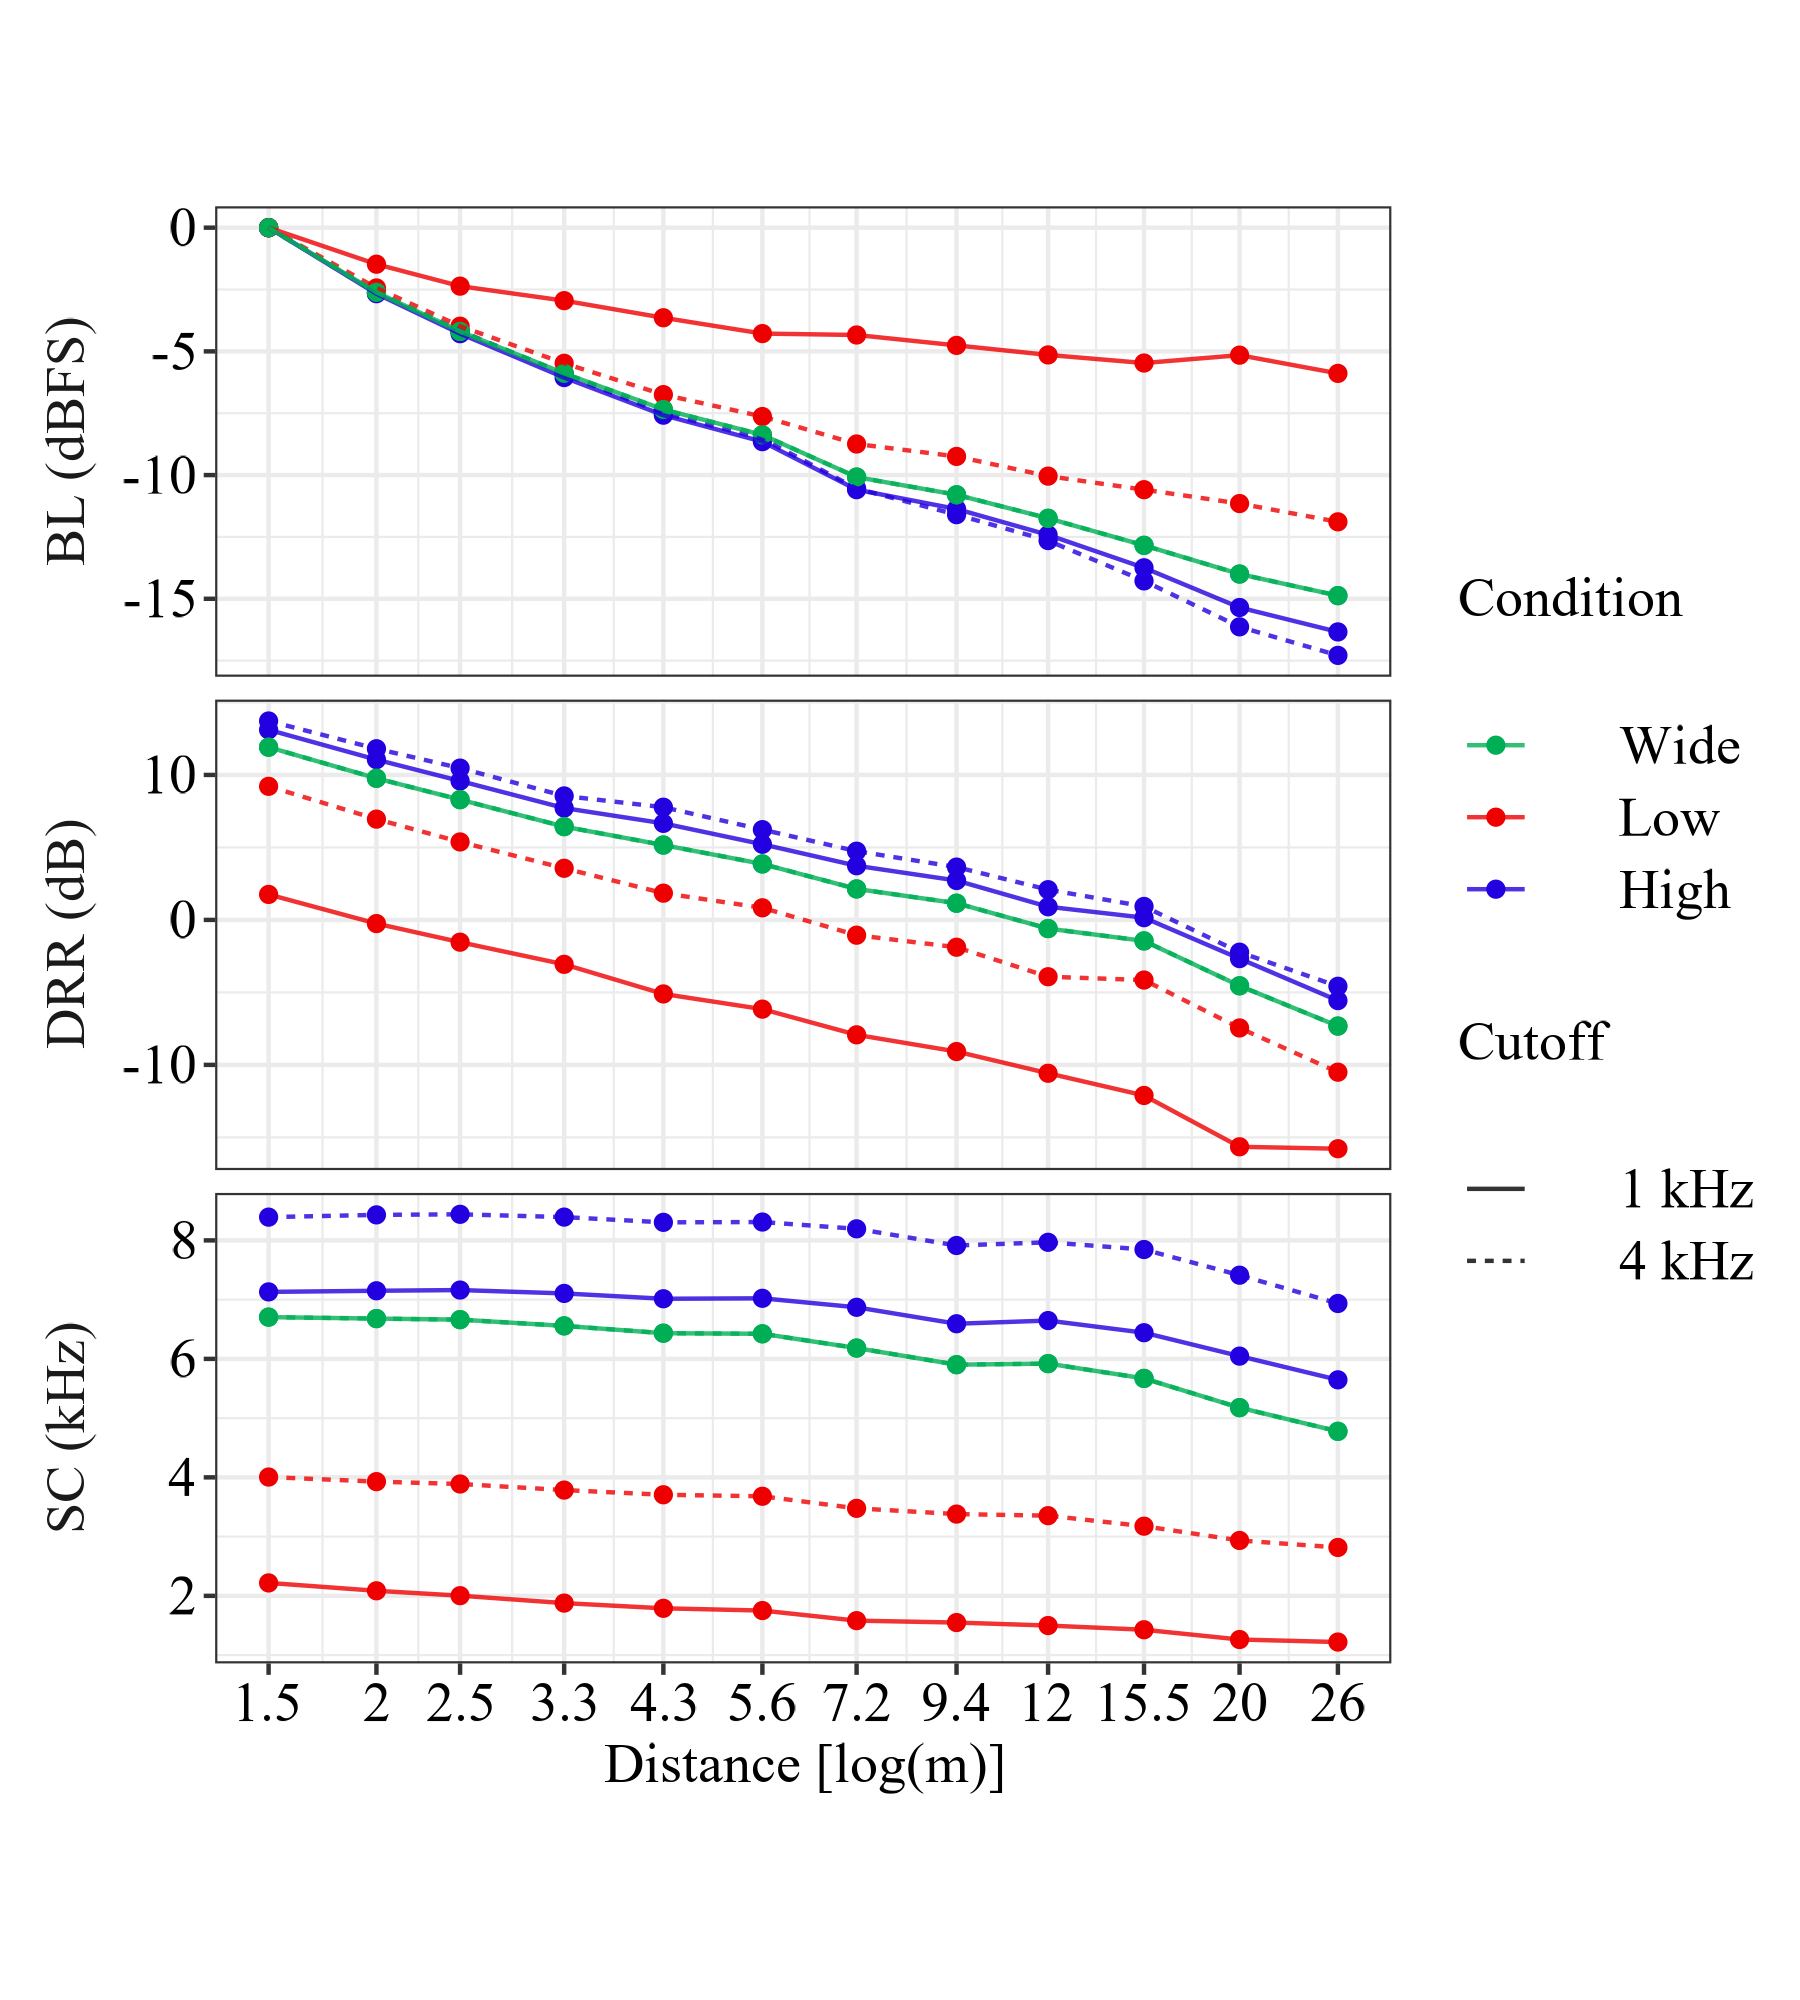 BL (dBFS)
0
-5
-10
-15
DRR (dB)
10
0
-10
SC (kHz)
8
6
4
2
1.5 2 2.5 3.3 4.3 5.6 7.2 9.4 12 15.5 20 26
Distance [log(m)]
Condition
Wide
Low
High
Cutoff
1 kHz
4 kHz